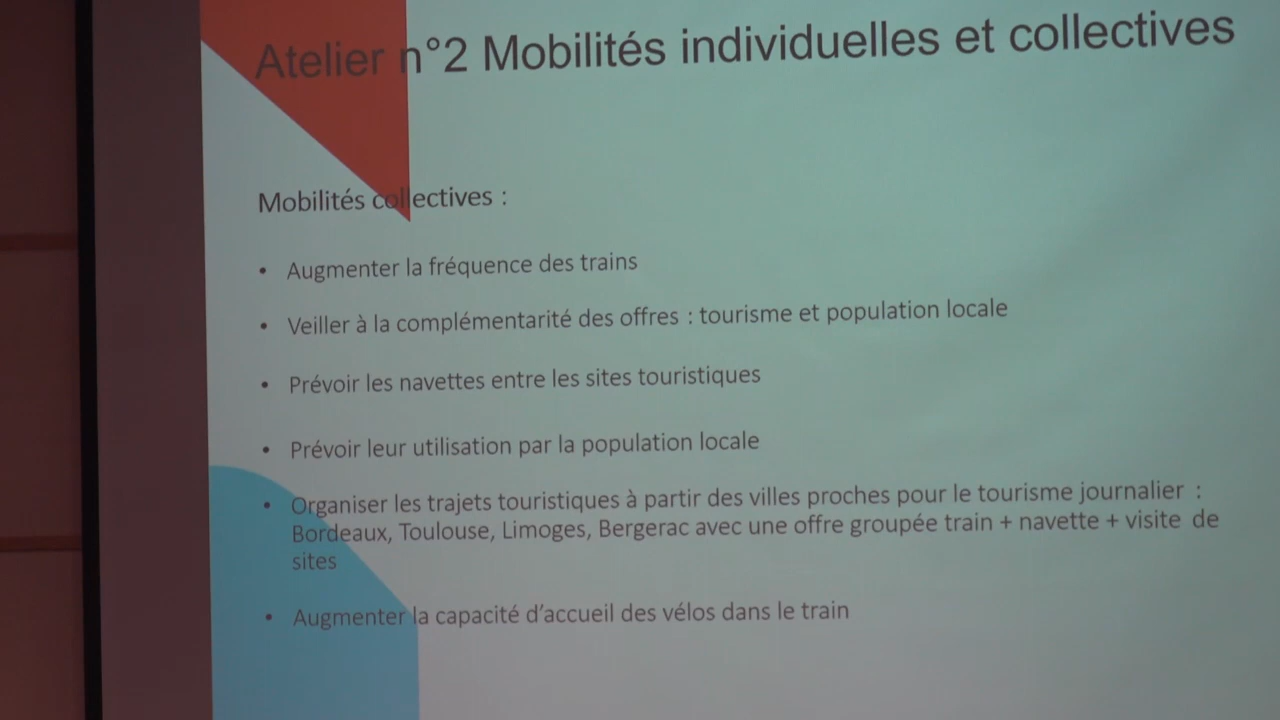 Atelier n°2 Mobilités individuelles et collectives
Mobilités collectives :
• Augmenter la fréquence des trains
• Veiller à la complémentarité des offres : tourisme et population locale
• Prévoir les navettes entre les sites touristiques
• Prévoir leur utilisation par la population locale
• Organiser les trajets touristiques à partir des villes proches pour le tourisme journalier :
Bordeaux, Toulouse, Limoges, Bergerac avec une offre groupée train + navette + visite de
sites
• Augmenter la capacité d’accueil des vélos dans le train